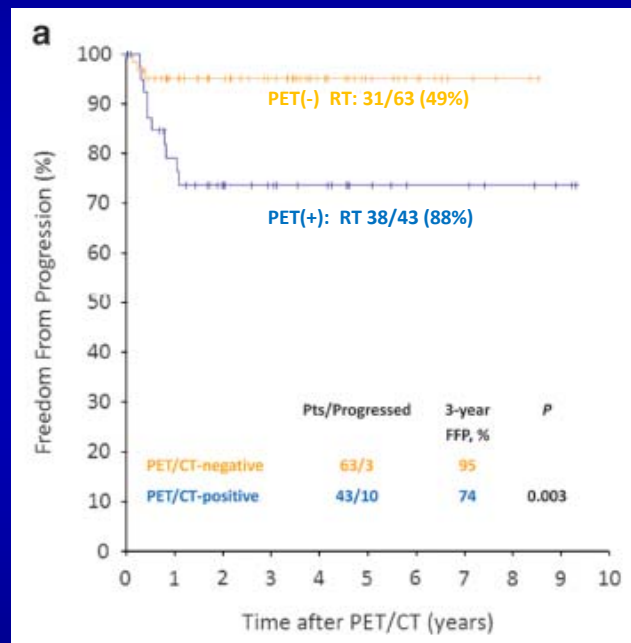 a
100
90
80
70
60
50
40
30
20
10
0
Freedom From Progression (%)
PET(-) RT: 31/63 (49%)
PET(+): RT 38/43 (88%)
Pts/Progressed 3-year FFP, % P
PET/CT-negative 63/3 95
PET/CT-positive 43/10 74 0.003
0 1 2 3 4 5 6 7 8 9 10
Time after PET/CT (years)